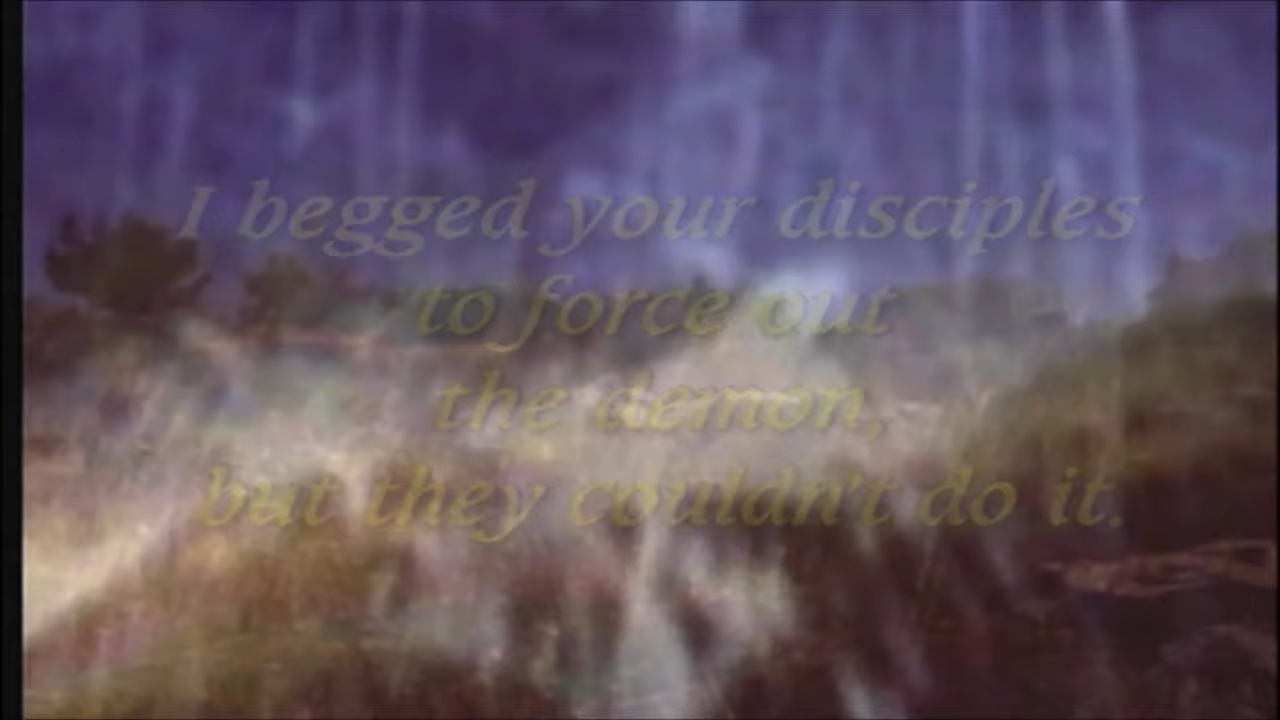 I begged your disciples
to force out
the demon,
but they couldn't do it.